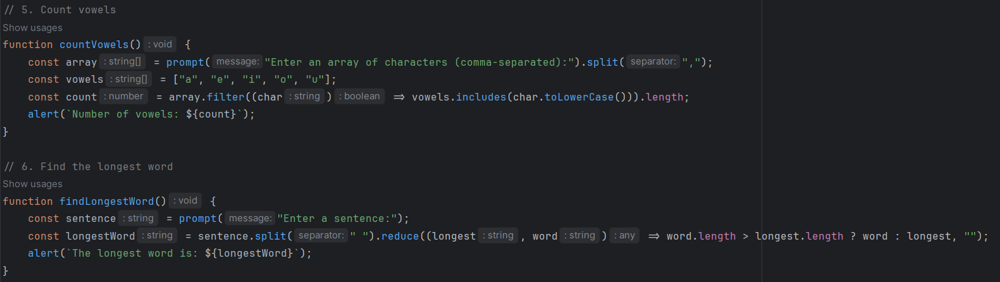 // 5. Count vowels
Show usages
function countVowels() : void {
const array : string[] = prompt( message: "Enter an array of characters (comma-separated):").split( separator: ",");
const vowels : string[] = ["a", "e", "i", "o", "u"];
const count : number = array.filter((char : string ) : boolean => vowels.includes(char.toLowerCase())).length;
alert(`Number of vowels: ${count}`);
}
// 6. Find the longest word
Show usages
function findLongestWord() : void {
const sentence : string = prompt( message: "Enter a sentence:");
const longestWord : string = sentence.split( separator: " ").reduce((longest : string , word : string ) : any => word.length > longest.length ? word : longest, "");
alert(`The longest word is: ${longestWord}`);
}